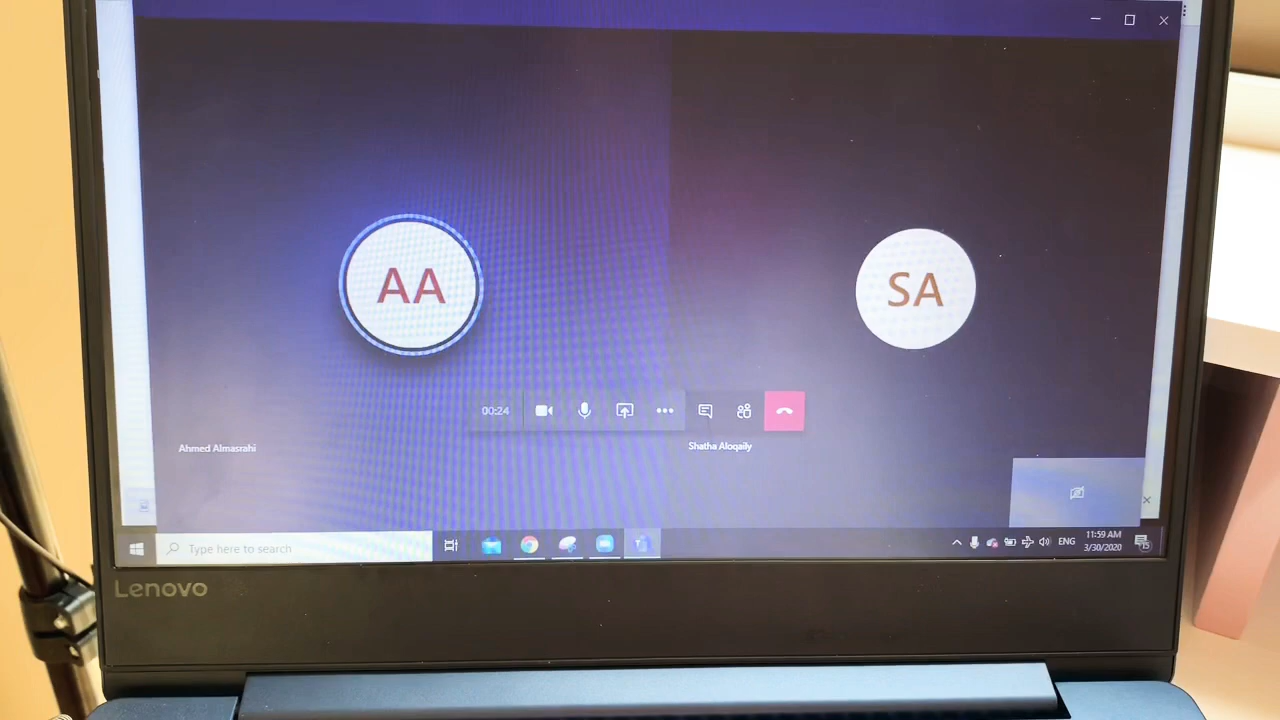 AA
SA
00:24
Ahmed Almasrahi
Shatha Aloqaily
Type here to search
ENG
11:59 AM
3/30/2020
15
Lenovo